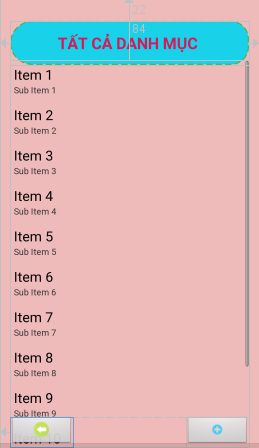 22
84
TẤT CẢ DANH MỤC
Item 1
Sub Item 1
Item 2
Sub Item 2
Item 3
Sub Item 3
Item 4
Sub Item 4
Item 5
Sub Item 5
Item 6
Sub Item 6
Item 7
Sub Item 7
Item 8
Sub Item 8
Item 9
Sub Item 9